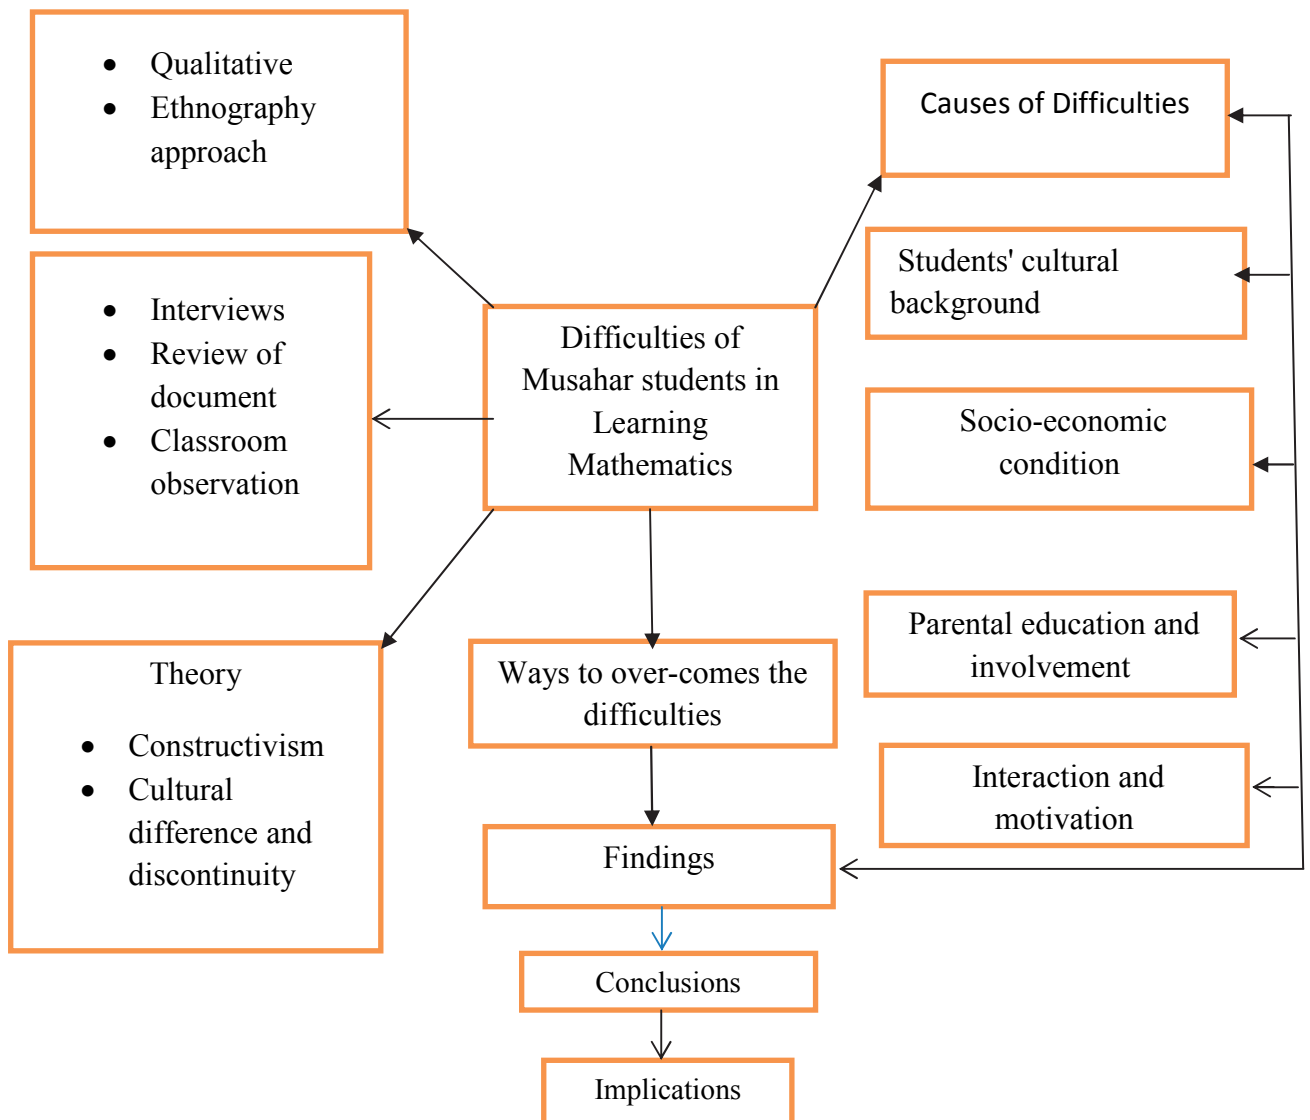 • Qualitative
• Ethnography
approach
• Interviews
• Review of
document
• Classroom
observation
Theory
• Constructivism
• Cultural
difference and
discontinuity
Difficulties of
Musahar students in
Learning
Mathematics
Ways to over-comes the
difficulties
Findings
Conclusions
Implications
Causes of Difficulties
Students' cultural
background
Socio-economic
condition
Parental education and
involvement
Interaction and
motivation